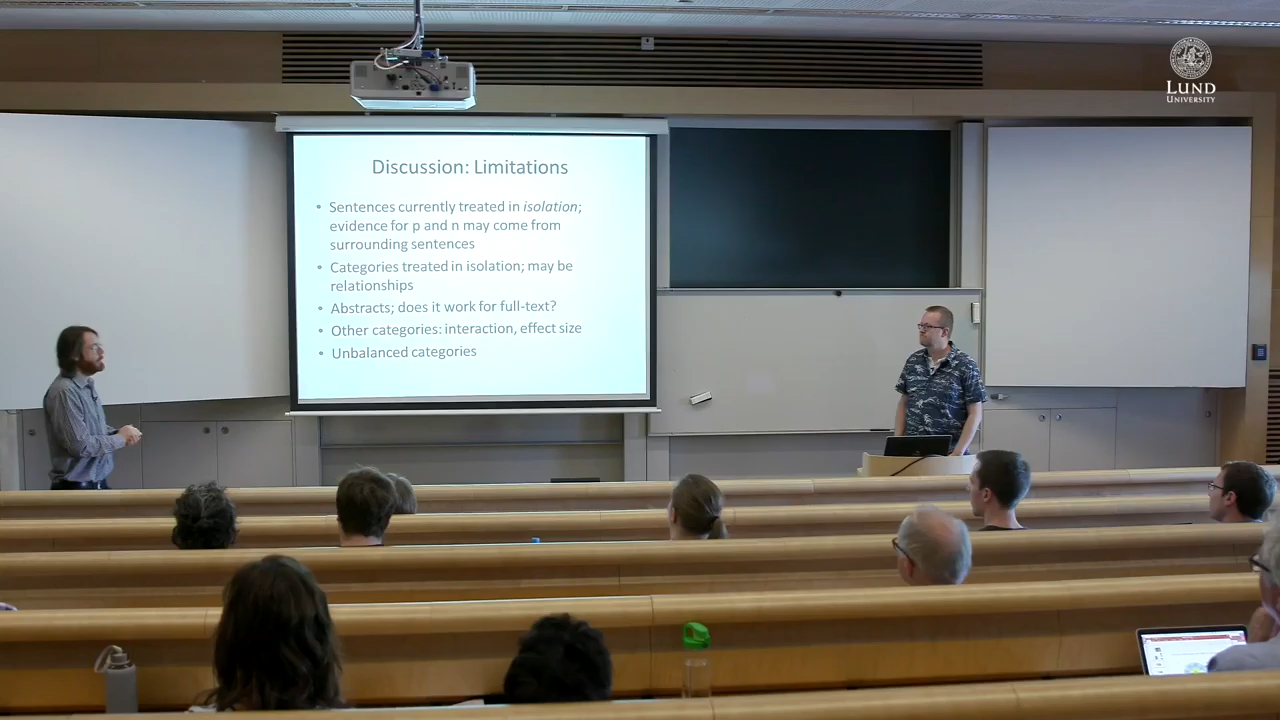 LUND
UNIVERSITY
Discussion: Limitations
• Sentences currently treated in isolation;
evidence for p and n may come from
surrounding sentences
• Categories treated in isolation; may be
relationships
• Abstracts; does it work for full-text?
• Other categories: interaction, effect size
• Unbalanced categories